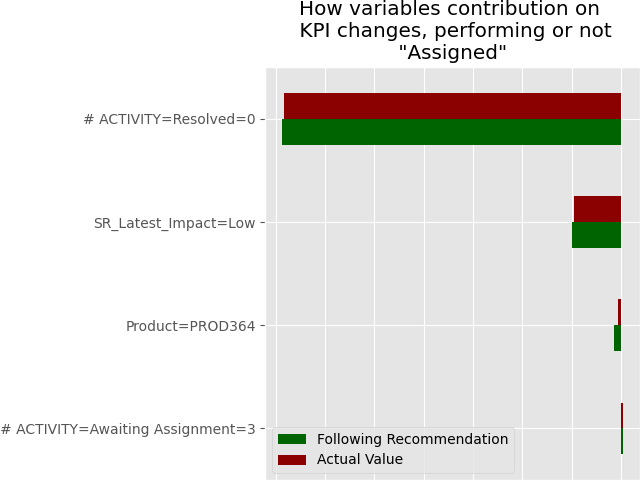 How variables contribution on
KPI changes, performing or not
"Assigned"
# ACTIVITY=Resolved=0
SR_Latest_Impact=Low
Product=PROD364
# ACTIVITY=Awaiting Assignment=3
Following Recommendation
Actual Value